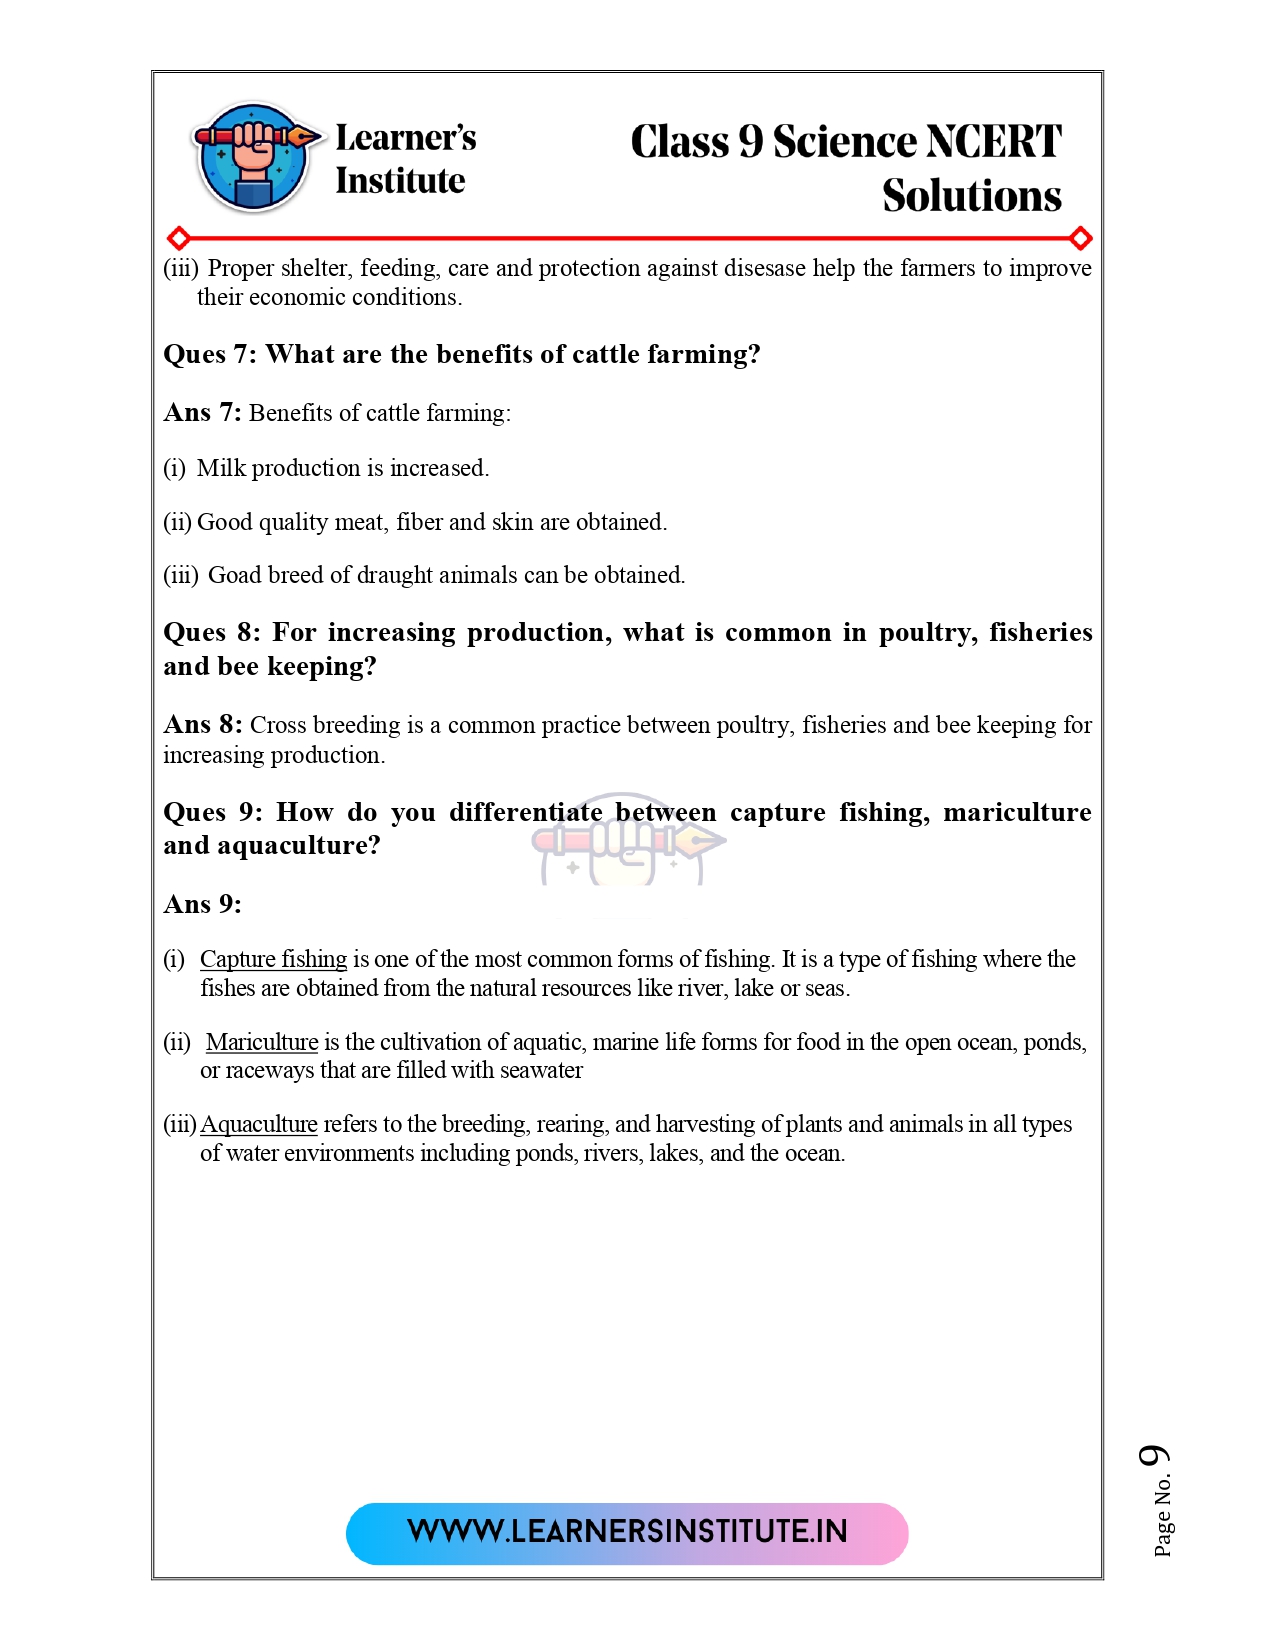 Learner's
Institute
Class 9 Science NCERT
Solutions
(iii) Proper shelter, feeding, care and protection against disesase help the farmers to improve
their economic conditions.
Ques 7: What are the benefits of cattle farming?
Ans 7: Benefits of cattle farming:
(i) Milk production is increased.
(ii) Good quality meat, fiber and skin are obtained.
(iii) Goad breed of draught animals can be obtained.
Ques 8: For increasing production, what is common in poultry, fisheries
and bee keeping?
Ans 8: Cross breeding is a common practice between poultry, fisheries and bee keeping for
increasing production.
Ques 9: How do you differentiate between capture fishing, mariculture
and aquaculture?
Ans 9:
(i) Capture fishing is one of the most common forms of fishing. It is a type of fishing where the
fishes are obtained from the natural resources like river, lake or seas.
(ii) Mariculture is the cultivation of aquatic, marine life forms for food in the open ocean, ponds,
or raceways that are filled with seawater
(iii) Aquaculture refers to the breeding, rearing, and harvesting of plants and animals in all types
of water environments including ponds, rivers, lakes, and the ocean.
Page No. 9
WWW.LEARNERSINSTITUTE.IN